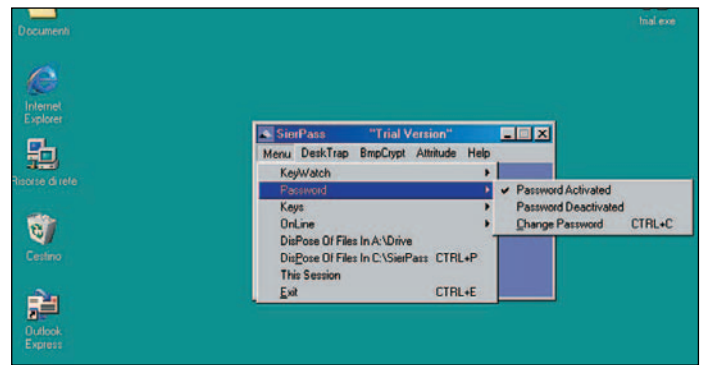 Documenti
trial.exe
Internet
Explorer
Risorse di rete
Cestino
Outlook
Express
SierPass "Trial Version"
Menu DeskTrap BmpCrypt Attitude Help
KeyWatch
Password
Keys
OnLine
DisPose Of Files In A:\Drive
DisPose Of Files In C:\SierPass CTRL+P
This Session
Exit CTRL+E
Password Activated
Password Deactivated
Change Password CTRL+C